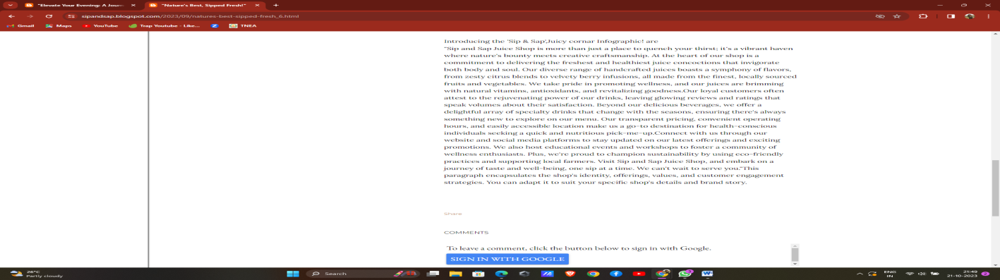 "Elevate Your Evening: A Journ
"Nature's Best, Sipped Fresh!"
sipandsap.blogspot.com/2023/09/natures-best-sipped-fresh_6.html
Gmail Maps YouTube Trap Youtube - Like... TNEA
Introducing the 'Sip & Sap',Juicy cornar Infographic! are
"Sip and Sap Juice Shop is more than just a place to quench your thirst; it's a vibrant haven
where nature's bounty meets creative craftsmanship. At the heart of our shop is a
commitment to delivering the freshest and healthiest juice concoctions that invigorate
both body and soul. Our diverse range of handcrafted juices boasts a symphony of flavors,
from zesty citrus blends to velvety berry infusions, all made from the finest, locally sourced
fruits and vegetables. We take pride in promoting wellness, and our juices are brimming
with natural vitamins, antioxidants, and revitalizing goodness.Our loyal customers often
attest to the rejuvenating power of our drinks, leaving glowing reviews and ratings that
speak volumes about their satisfaction. Beyond our delicious beverages, we offer a
delightful array of specialty drinks that change with the seasons, ensuring there's always
something new to explore on our menu. Our transparent pricing, convenient operating
hours, and easily accessible location make us a go-to destination for health-conscious
individuals seeking a quick and nutritious pick-me-up.Connect with us through our
website and social media platforms to stay updated on our latest offerings and exciting
promotions. We also host educational events and workshops to foster a community of
wellness enthusiasts. Plus, we're proud to champion sustainability by using eco-friendly
practices and supporting local farmers. Visit Sip and Sap Juice Shop, and embark on a
journey of taste and well-being, one sip at a time. We can't wait to serve you."This
paragraph encapsulates the shop's identity, offerings, values, and customer engagement
strategies. You can adapt it to suit your specific shop's details and brand story.
Share
COMMENTS
To leave a comment, click the button below to sign in with Google.
SIGN IN WITH GOOGLE
26°C
Partly cloudy
Search
ENG
IN
21:49
21-10-2023